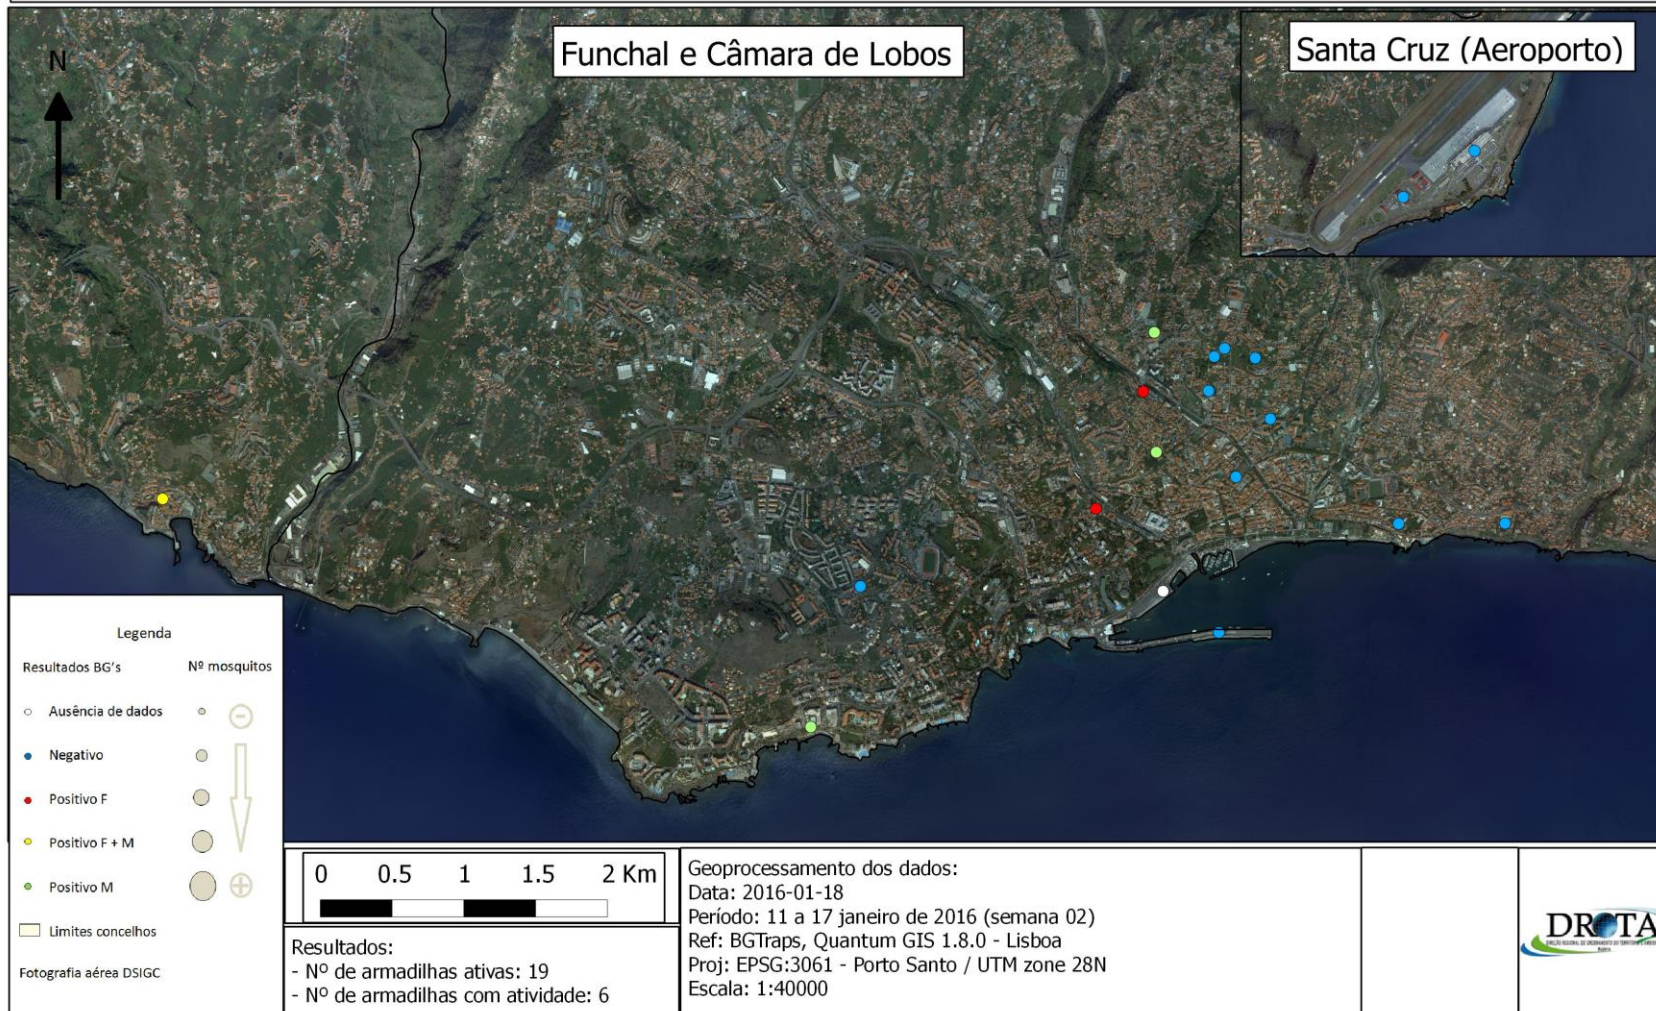 Funchal e Câmara de Lobos
Santa Cruz (Aeroporto)
N
Legenda
Resultados BG's
Nº mosquitos
Ausência de dados
Negativo
Positivo F
Positivo F + M
Positivo M
Limites concelhos
Fotografia aérea DSIGC
0 0.5 1 1.5 2 Km
Resultados:
- Nº de armadilhas ativas: 19
- Nº de armadilhas com atividade: 6
Geoprocessamento dos dados:
Data: 2016-01-18
Período: 11 a 17 janeiro de 2016 (semana 02)
Ref: BGTraps, Quantum GIS 1.8.0 - Lisboa
Proj: EPSG:3061 - Porto Santo / UTM zone 28N
Escala: 1:40000
DROTA